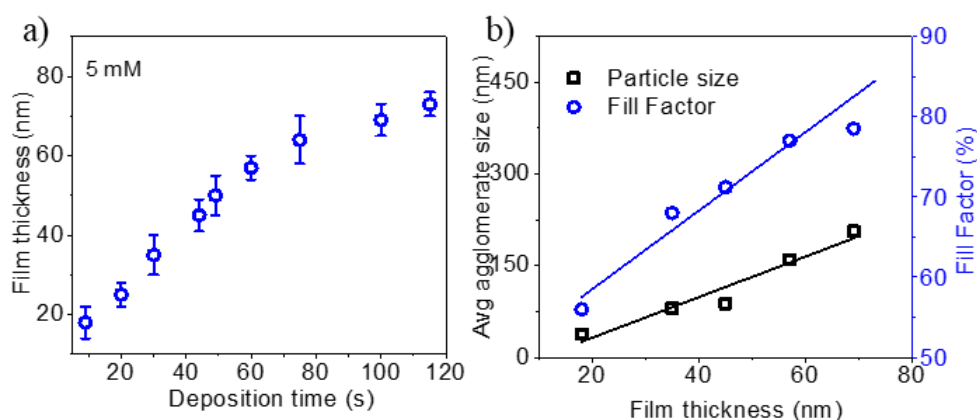 a)
5 mM
Film thickness (nm)
80
60
40
20
20 40 60 80 100 120
Deposition time (s)
b)
Particle size
Fill Factor
Avg agglomerate size (nm)
450
300
150
0
20 40 60 80
Film thickness (nm)
90
80
70
60
50
Fill Factor (%)